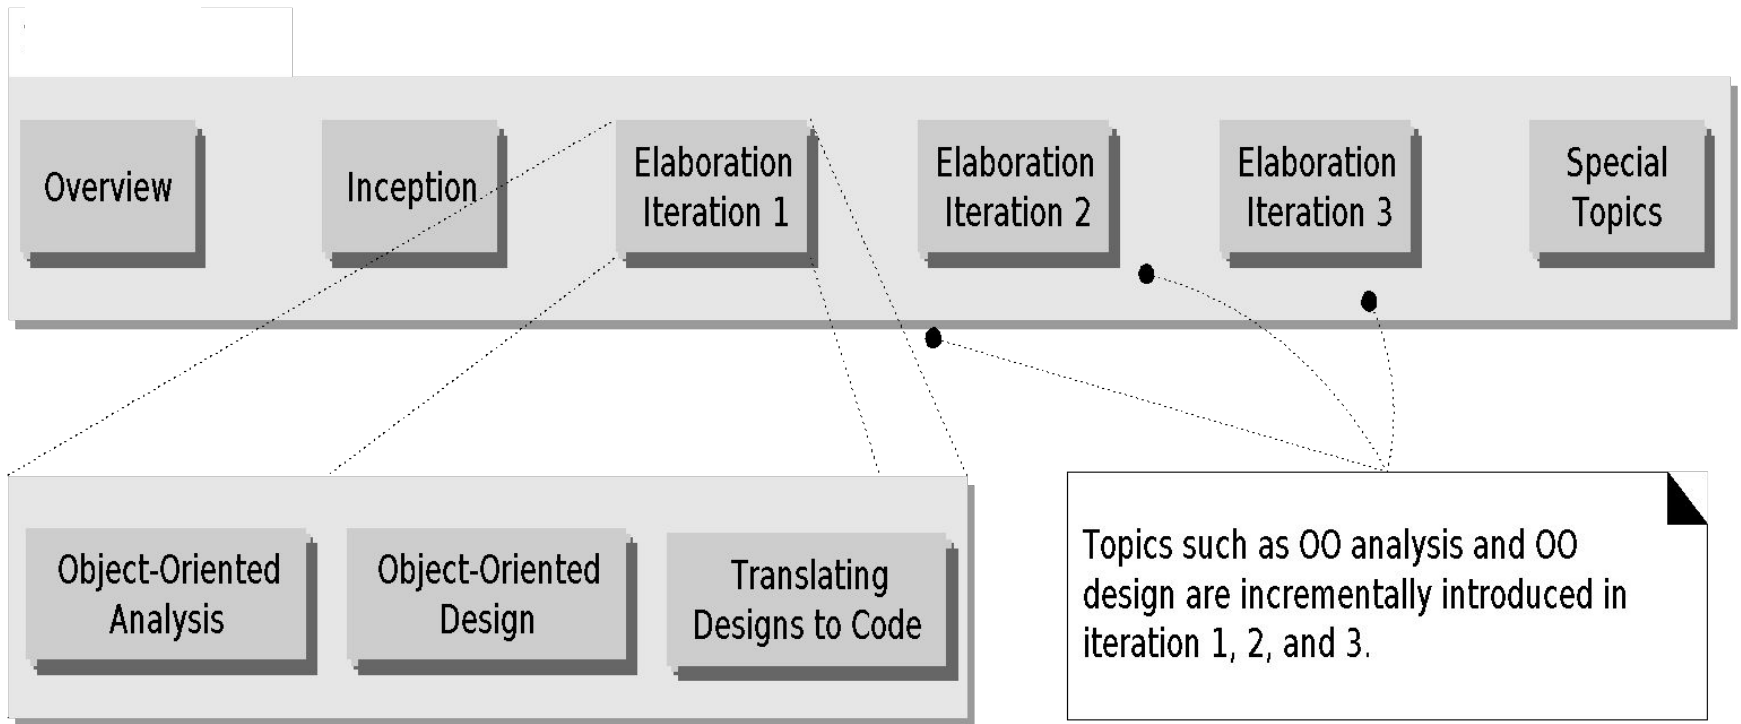 Overview
Inception
Elaboration
Iteration 1
Elaboration
Iteration 2
Elaboration
Iteration 3
Special
Topics
Object-Oriented
Analysis
Object-Oriented
Design
Translating
Designs to Code
Topics such as OO analysis and OO
design are incrementally introduced in
iteration 1, 2, and 3.